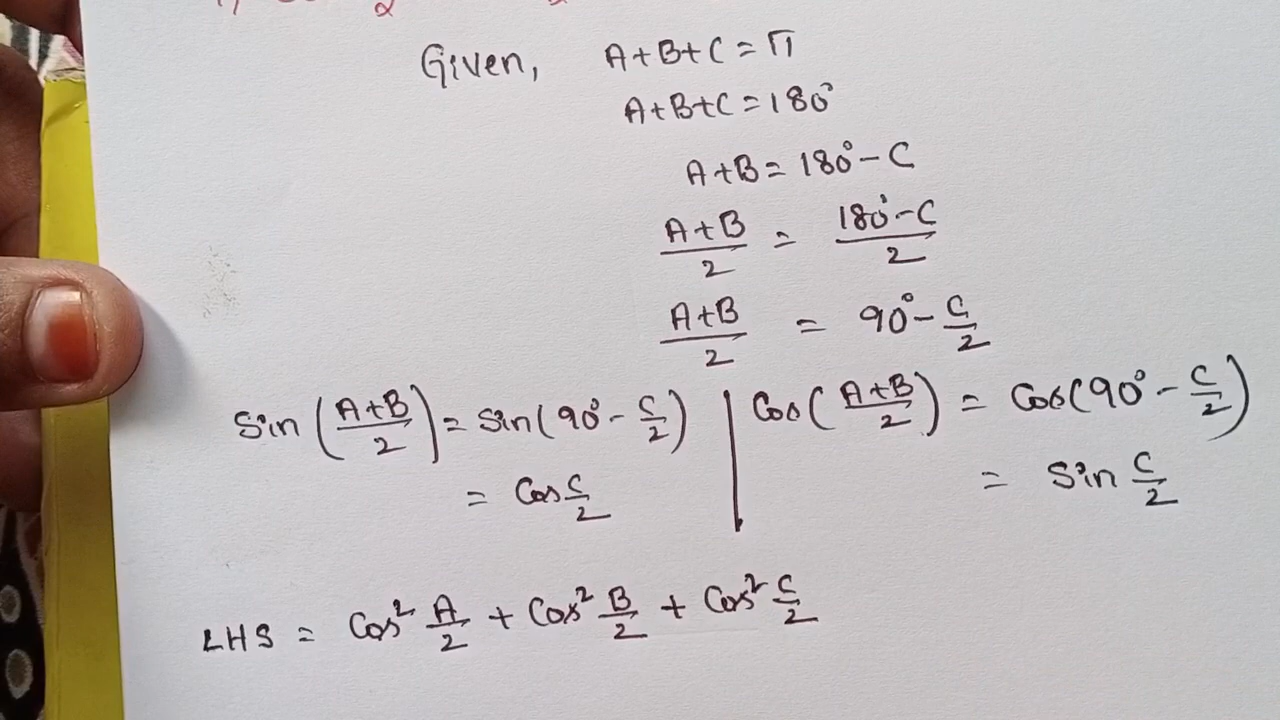 Given, A+B+C = π
A+B+C = 180°
A+B = 180° - C
A+B/2 = 180° - C/2
A+B/2 = 90° - C/2
Sin(A+B/2) = Sin(90° - C/2) | Cos(A+B/2) = Cos(90° - C/2)
= Cos C/2 = Sin C/2
LHS = Cos² A/2 + Cos² B/2 + Cos² C/2